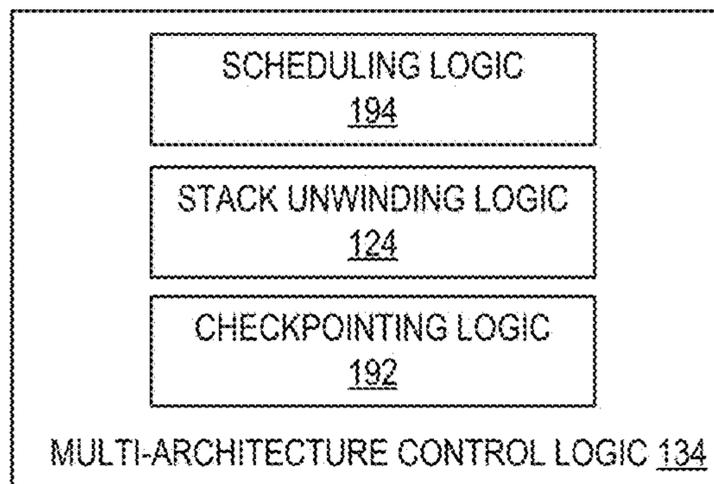 SCHEDULING LOGIC
194
STACK UNWINDING LOGIC
124
CHECKPOINTING LOGIC
192
MULTI-ARCHITECTURE CONTROL LOGIC 134